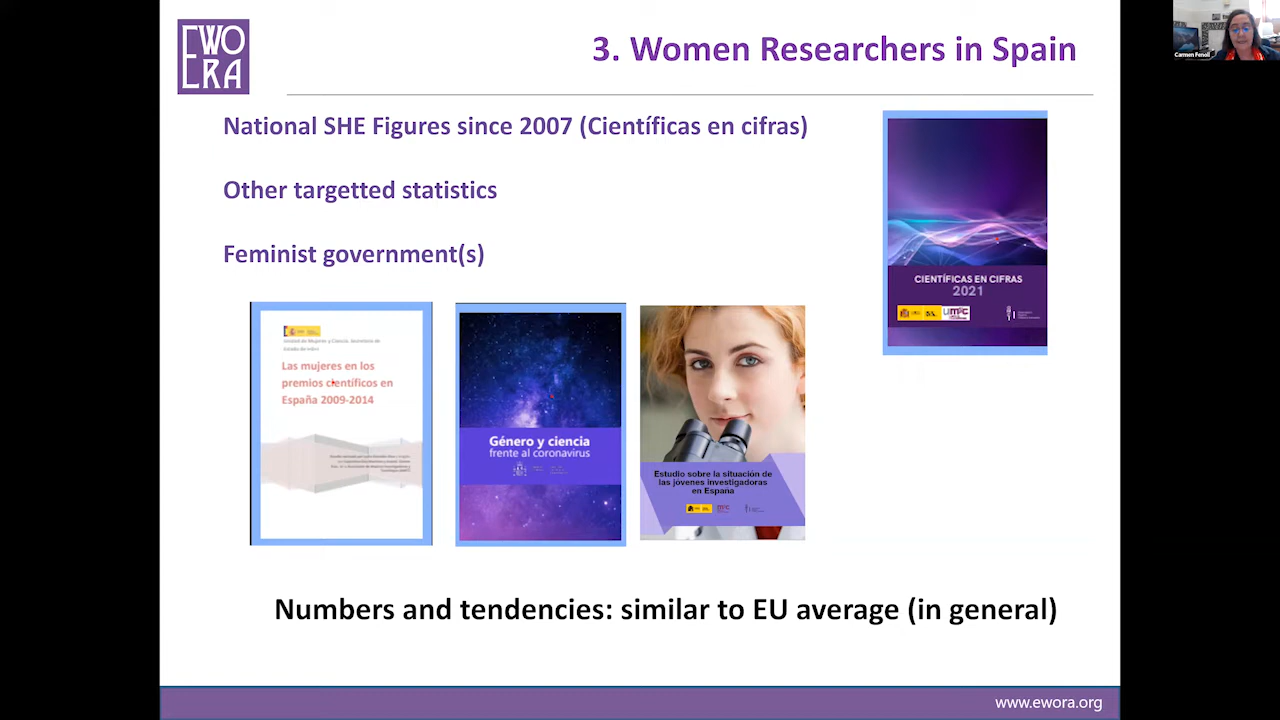 EWO
ERA
3. Women Researchers in Spain
Carmen Fenoll
National SHE Figures since 2007 (Científicas en cifras)
Other targetted statistics
Feminist government(s)
CIENTÍFICAS EN CIFRAS
2021
Las mujeres en los
premios científicos en
España 2009-2014
Género y ciencia
frente al coronavirus
Estudio sobre la situación de
las jóvenes investigadoras
en España
Numbers and tendencies: similar to EU average (in general)
www.ewora.org